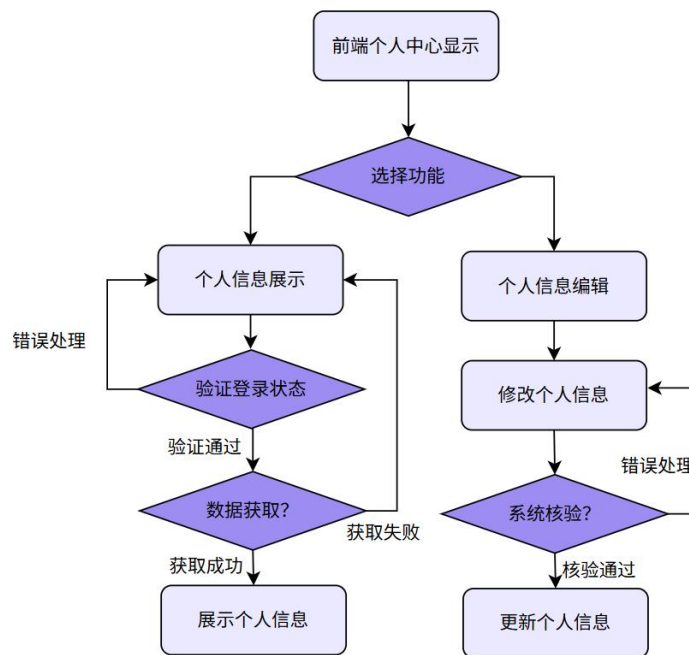 前端个人中心显示
选择功能
个人信息展示
个人信息编辑
错误处理
验证登录状态
修改个人信息
验证通过
错误处理
数据获取？
系统核验？
获取失败
获取成功
核验通过
展示个人信息
更新个人信息